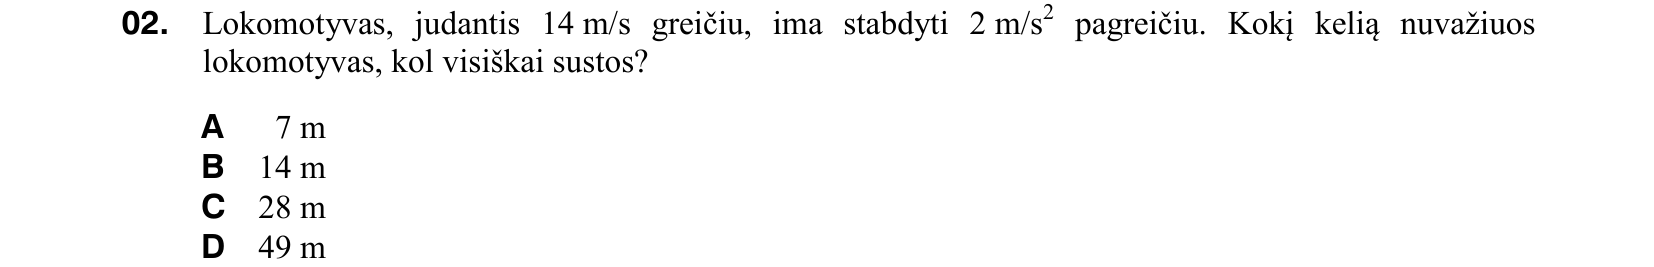 02. Lokomotyvas, judantis 14 m/s greičiu, ima stabdyti 2 m/s² pagreičiu. Kokį kelią nuvažiuos
lokomotyvas, kol visiškai sustos?
A 7 m
B 14 m
C 28 m
D 49 m